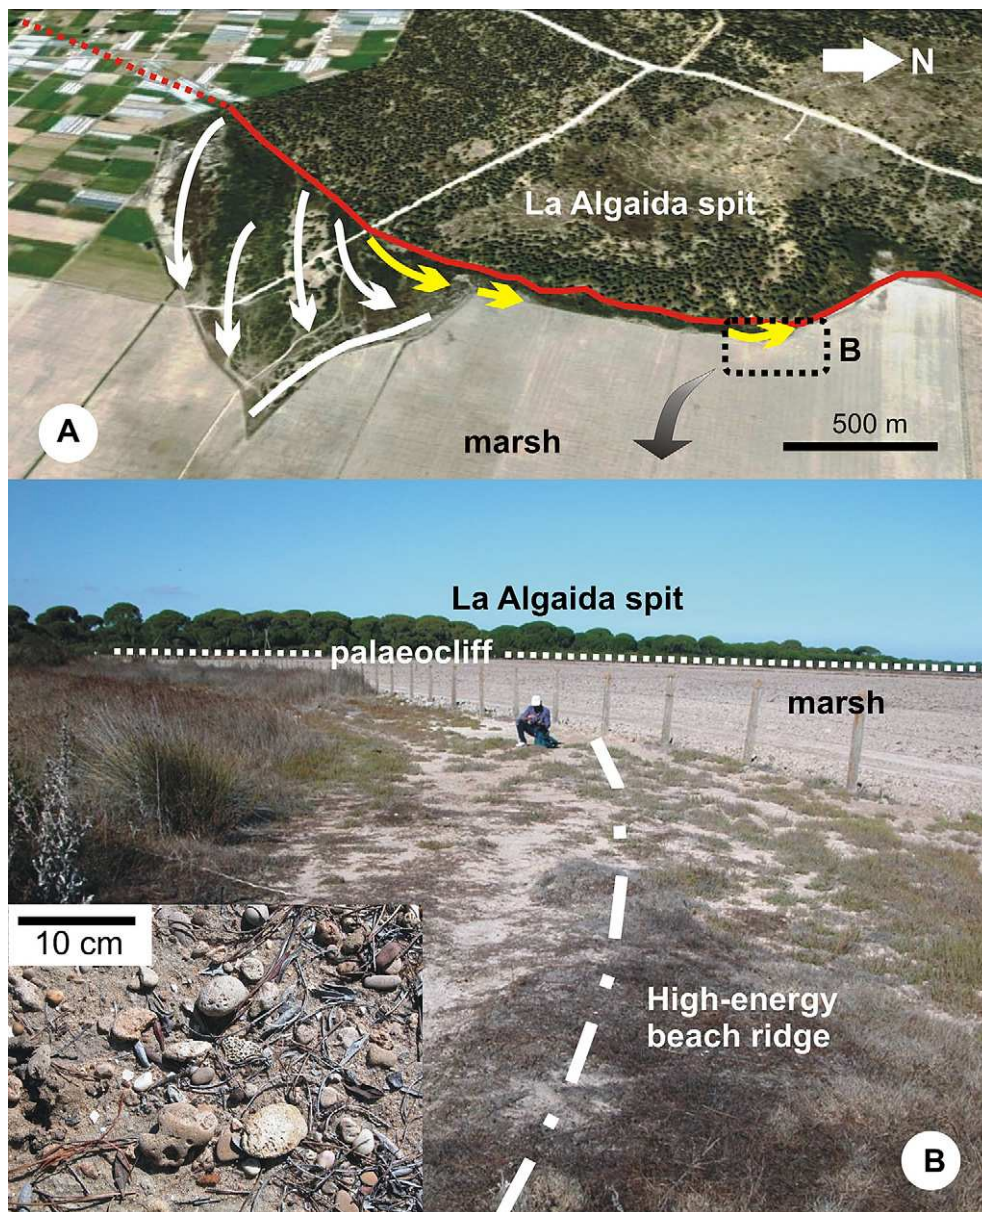 N
La Algaida spit
B
A
500 m
marsh
La Algaida spit
palaeocliff
marsh
10 cm
High-energy
beach ridge
B